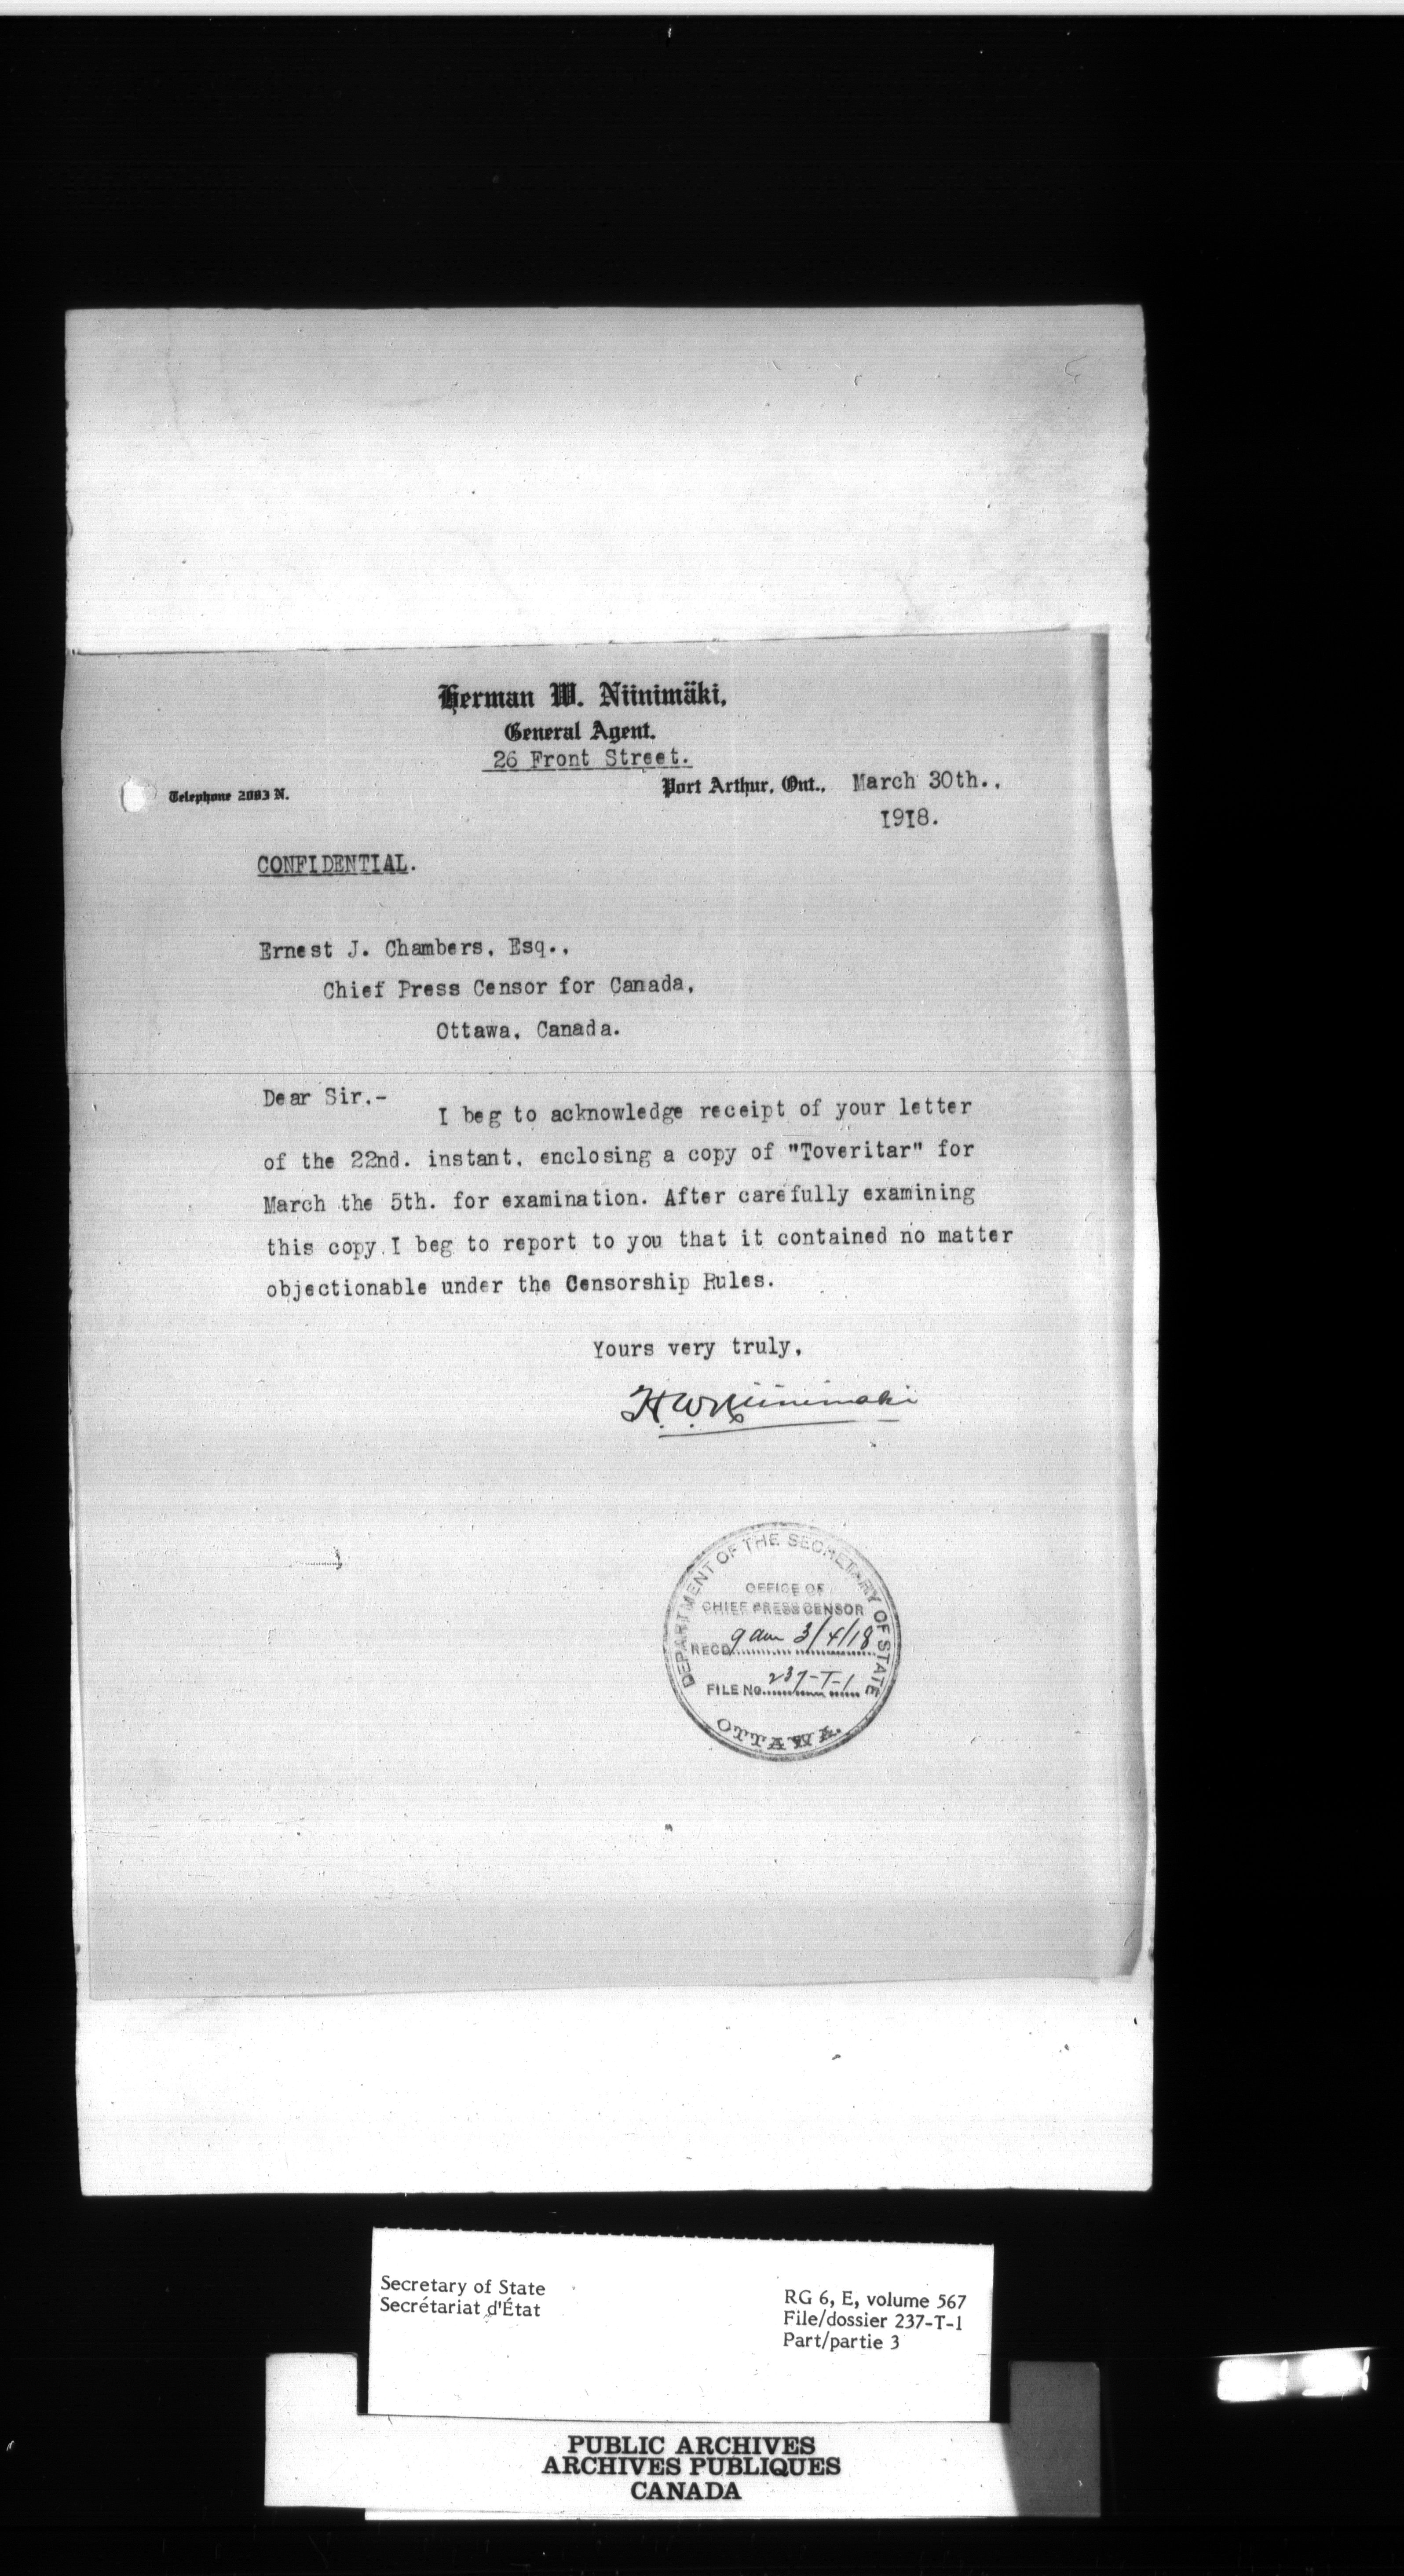 Herman W. Niinimäki,
General Agent.
26 Front Street.
Telephone 2083 N.
Port Arthur, Ont., March 30th.,
1918.
CONFIDENTIAL.
Ernest J. Chambers, Esq.,
Chief Press Censor for Canada,
Ottawa, Canada.
Dear Sir,-
I beg to acknowledge receipt of your letter
of the 22nd. instant, enclosing a copy of "Toveritar" for
March the 5th. for examination. After carefully examining
this copy I beg to report to you that it contained no matter
objectionable under the Censorship Rules.
Yours very truly,
H.W.Niinimaki
DEPARTMENT OF THE SECRETARY OF STATE
OFFICE OF
CHIEF PRESS CENSOR
RECD 9 am 3/4/18
FILE No. 237-T-1
OTTAWA.
Secretary of State
Secrétariat d'État
RG 6, E, volume 567
File/dossier 237-T-1
Part/partie 3
PUBLIC ARCHIVES
ARCHIVES PUBLIQUES
CANADA